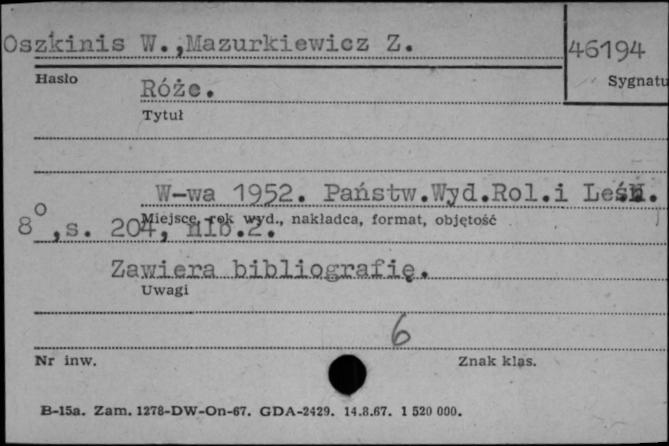 Oszkinis W.,Mazurkiewicz Z.
46194
Hasło
Sygnatu
Róże.
Tytuł
W-wa 1952. Państw.Wyd.Rol.i Leśn.
Miejsce, rok wyd., nakładca, format, objętość
8°,s. 204, nlb.2.
Zawiera bibliografię.
Uwagi
6
Nr inw.
Znak klas.
B-15a. Zam. 1278-DW-On-67. GDA-2429. 14.8.67. 1 520 000.